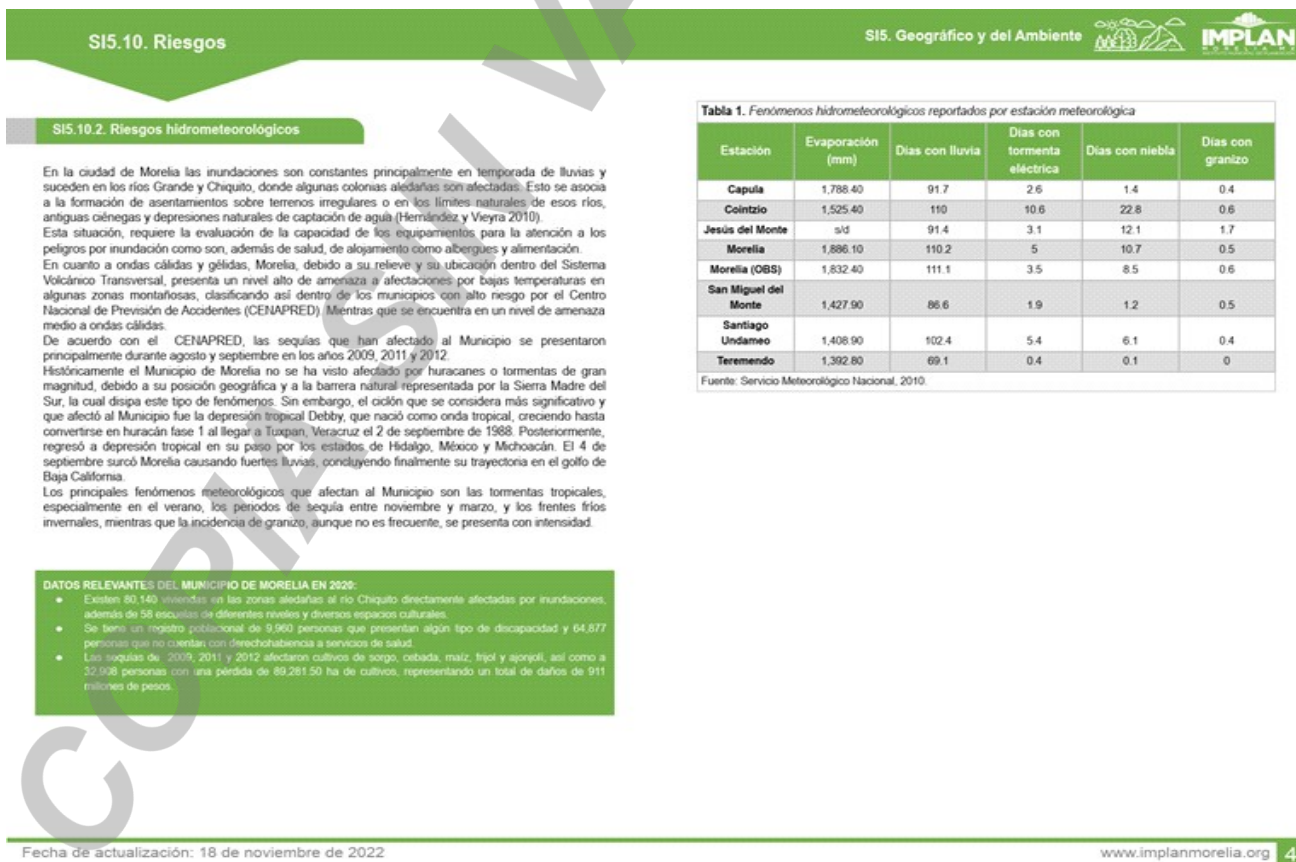 SI5.10. Riesgos
SI5. Geográfico y del Ambiente
IMPLAN
MORELIA MX
SI5.10.2. Riesgos hidrometeorológicos
En la ciudad de Morelia las inundaciones son constantes principalmente en temporada de lluvias y
suceden en los ríos Grande y Chiquito, donde algunas colonias aledañas son afectadas. Esto se asocia
a la formación de asentamientos sobre terrenos irregulares o en los límites naturales de esos ríos,
antiguas ciénegas y depresiones naturales de captación de agua (Hernández y Vieyra 2010).
Esta situación, requiere la evaluación de la capacidad de los equipamientos para la atención a los
peligros por inundación como son, además de salud, de alojamiento como albergues y alimentación.
En cuanto a ondas cálidas y gélidas, Morelia, debido a su relieve y su ubicación dentro del Sistema
Volcánico Transversal, presenta un nivel alto de amenaza a afectaciones por bajas temperaturas en
algunas zonas montañosas, clasificando así dentro de los municipios con alto riesgo por el Centro
Nacional de Previsión de Accidentes (CENAPRED). Mientras que se encuentra en un nivel de amenaza
medio a ondas cálidas.
De acuerdo con el CENAPRED, las sequías que han afectado al Municipio se presentaron
principalmente durante agosto y septiembre en los años 2009, 2011 y 2012.
Históricamente el Municipio de Morelia no se ha visto afectado por huracanes o tormentas de gran
magnitud, debido a su posición geográfica y a la barrera natural representada por la Sierra Madre del
Sur, la cual disipa este tipo de fenómenos. Sin embargo, el ciclón que se considera más significativo y
que afectó al Municipio fue la depresión tropical Debby, que nació como onda tropical, creciendo hasta
convertirse en huracán fase 1 al llegar a Tuxpan, Veracruz el 2 de septiembre de 1988. Posteriormente,
regresó a depresión tropical en su paso por los estados de Hidalgo, México y Michoacán. El 4 de
septiembre surcó Morelia causando fuertes lluvias, concluyendo finalmente su trayectoria en el golfo de
Baja California.
Los principales fenómenos meteorológicos que afectan al Municipio son las tormentas tropicales,
especialmente en el verano, los periodos de sequía entre noviembre y marzo, y los frentes fríos
invernales, mientras que la incidencia de granizo, aunque no es frecuente, se presenta con intensidad.
DATOS RELEVANTES DEL MUNICIPIO DE MORELIA EN 2020:
● Existen 80,140 viviendas en las zonas aledañas al río Chiquito directamente afectadas por inundaciones,
además de 58 escuelas de diferentes niveles y diversos espacios culturales.
● Se tiene un registro poblacional de 9,960 personas que presentan algún tipo de discapacidad y 64,877
personas que no cuentan con derechohabiencia a servicios de salud.
● Las sequías de 2009, 2011 y 2012 afectaron cultivos de sorgo, cebada, maíz, frijol y ajonjolí, así como a
32,908 personas con una pérdida de 89,281.50 ha de cultivos, representando un total de daños de 911
millones de pesos.
Tabla 1. Fenómenos hidrometeorológicos reportados por estación meteorológica
Estación Evaporación (mm) Días con lluvia Días con tormenta eléctrica Días con niebla Días con granizo
Capula 1,788.40 91.7 2.6 1.4 0.4
Cointzio 1,525.40 110 10.6 22.8 0.6
Jesús del Monte s/d 91.4 3.1 12.1 1.7
Morelia 1,886.10 110.2 5 10.7 0.5
Morelia (OBS) 1,832.40 111.1 3.5 8.5 0.6
San Miguel del Monte 1,427.90 86.6 1.9 1.2 0.5
Santiago Undameo 1,408.90 102.4 5.4 6.1 0.4
Teremendo 1,392.80 69.1 0.4 0.1 0
Fuente: Servicio Meteorológico Nacional, 2010.
COPIA SIN VA
Fecha de actualización: 18 de noviembre de 2022
www.implanmorelia.org 4